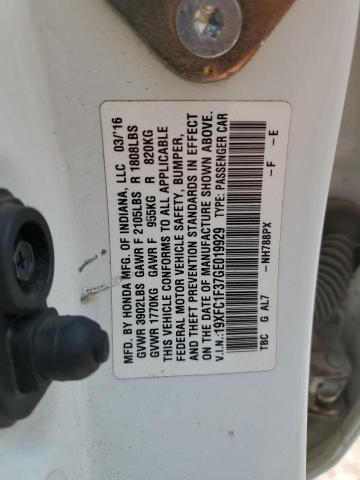 MFD. BY HONDA MFG. OF INDIANA, LLC 03/'16
GVWR 3902LBS GAWR F 2105LBS R 1808LBS
GVWR 1770KG GAWR F 955KG R 820KG
THIS VEHICLE CONFORMS TO ALL APPLICABLE
FEDERAL MOTOR VEHICLE SAFETY, BUMPER,
AND THEFT PREVENTION STANDARDS IN EFFECT
ON THE DATE OF MANUFACTURE SHOWN ABOVE.
V.I.N.:19XFC1F37GE019929 TYPE: PASSENGER CAR
NH788PX
TBC G AL7 - F - E